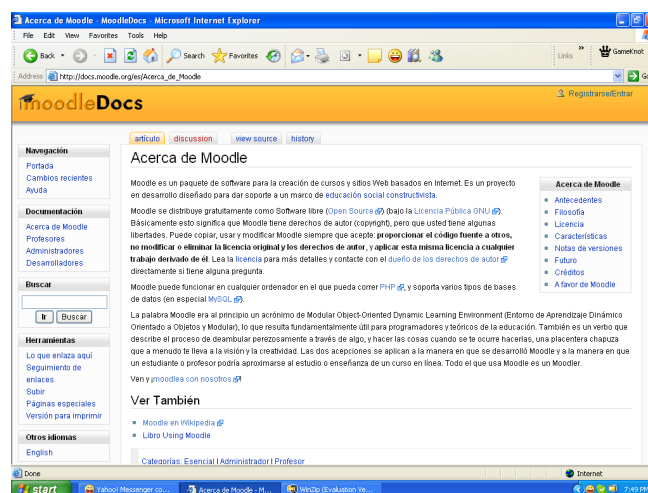 Acerca de Moodle - MoodleDocs - Microsoft Internet Explorer
File Edit View Favorites Tools Help
Back Search Favorites Links » GameKnot
Address http://docs.moodle.org/es/Acerca_de_Moodle
moodleDocs
Registrarse/Entrar
artículo discussion view source history
Navegación
Portada
Cambios recientes
Ayuda
Documentación
Acerca de Moodle
Profesores
Administradores
Desarrolladores
Buscar
Ir Buscar
Herramientas
Lo que enlaza aquí
Seguimiento de
enlaces
Subir
Páginas especiales
Versión para imprimir
Otros idiomas
English
Acerca de Moodle
Moodle es un paquete de software para la creación de cursos y sitios Web basados en Internet. Es un proyecto
en desarrollo diseñado para dar soporte a un marco de educación social constructivista.
Moodle se distribuye gratuitamente como Software libre (Open Source) (bajo la Licencia Pública GNU).
Básicamente esto significa que Moodle tiene derechos de autor (copyright), pero que usted tiene algunas
libertades. Puede copiar, usar y modificar Moodle siempre que acepte: proporcionar el código fuente a otros,
no modificar o eliminar la licencia original y los derechos de autor, y aplicar esta misma licencia a cualquier
trabajo derivado de él. Lea la licencia para más detalles y contacte con el dueño de los derechos de autor
directamente si tiene alguna pregunta.
Moodle puede funcionar en cualquier ordenador en el que pueda correr PHP, y soporta varios tipos de bases
de datos (en especial MySQL).
La palabra Moodle era al principio un acrónimo de Modular Object-Oriented Dynamic Learning Environment (Entorno de Aprendizaje Dinámico
Orientado a Objetos y Modular), lo que resulta fundamentalmente útil para programadores y teóricos de la educación. También es un verbo que
describe el proceso de deambular perezosamente a través de algo, y hacer las cosas cuando se te ocurre hacerlas, una placentera chapuza
que a menudo te lleva a la visión y la creatividad. Las dos acepciones se aplican a la manera en que se desarrolló Moodle y a la manera en que
un estudiante o profesor podría aproximarse al estudio o enseñanza de un curso en línea. Todo el que usa Moodle es un Moodler.
Ven y ¡moodlea con nosotros
Ver También
Moodle en Wikipedia
Libro Using Moodle
Categorías: Esencial | Administrador | Profesor
Acerca de Moodle
Antecedentes
Filosofía
Licencia
Características
Notas de versiones
Futuro
Créditos
A favor de Moodle
Done Internet
start Yahoo! Messenger co... Acerca de Moodle - M... WinZip (Evaluation Ve... 7:49 PM